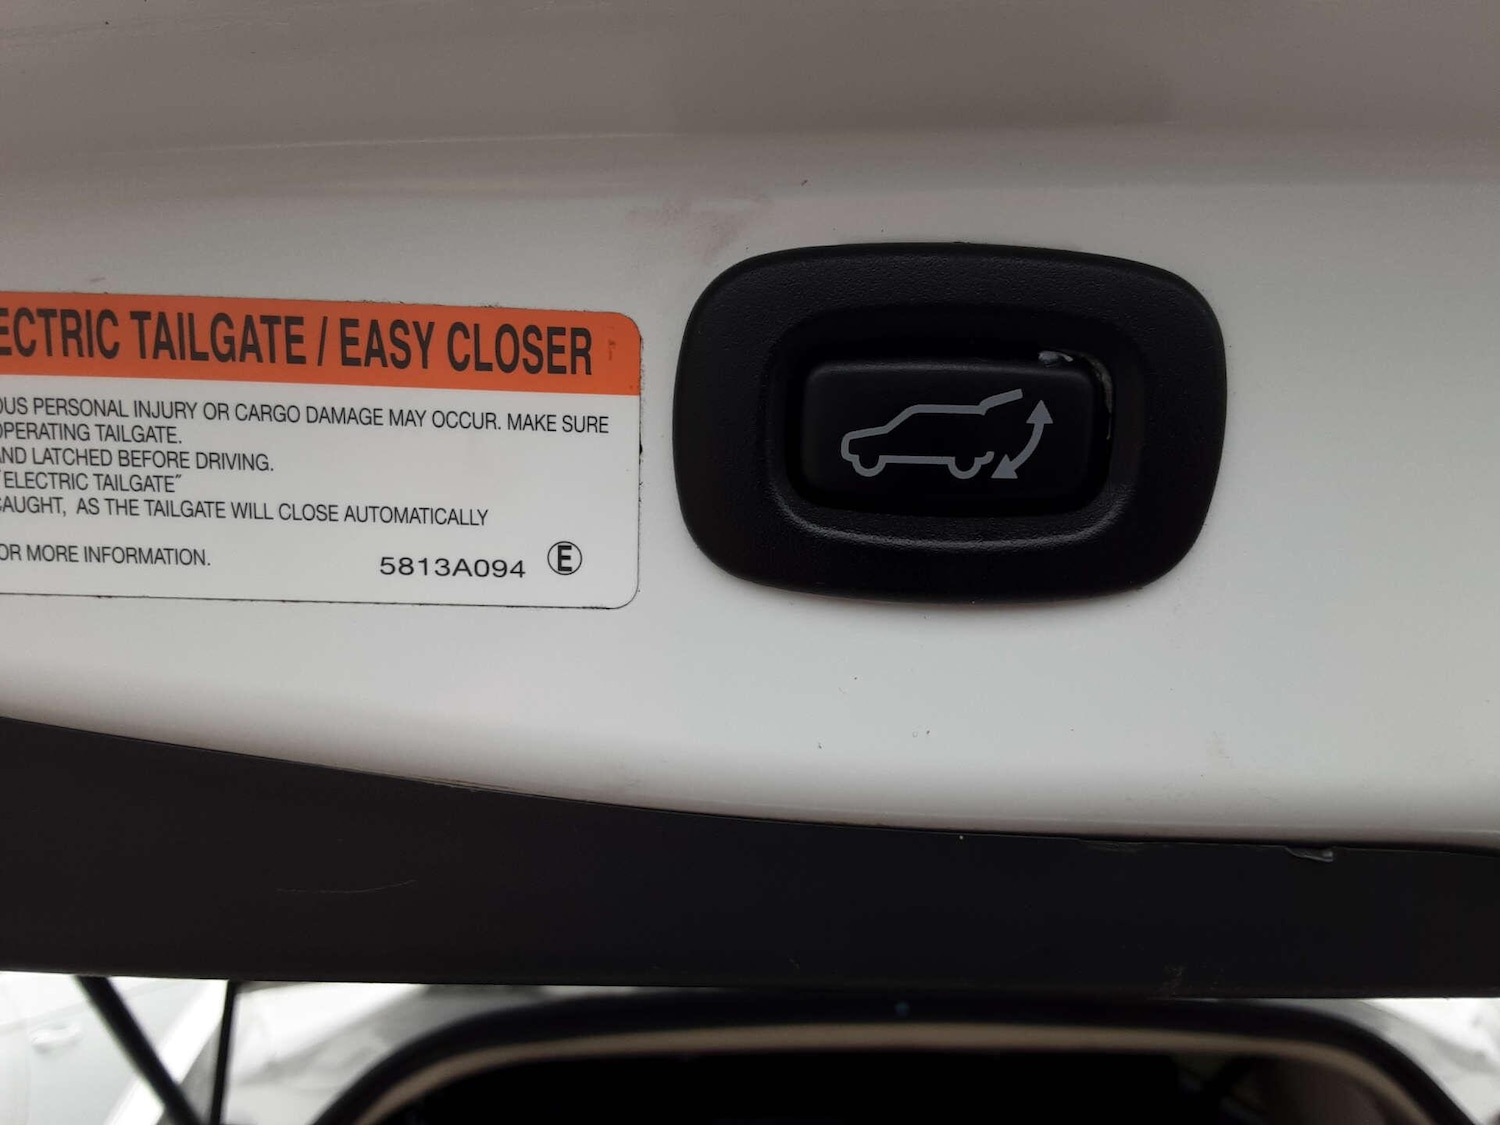 ECTRIC TAILGATE / EASY CLOSER
OUS PERSONAL INJURY OR CARGO DAMAGE MAY OCCUR. MAKE SURE
OPERATING TAILGATE.
AND LATCHED BEFORE DRIVING.
"ELECTRIC TAILGATE"
CAUGHT, AS THE TAILGATE WILL CLOSE AUTOMATICALLY
OR MORE INFORMATION.
5813A094 E